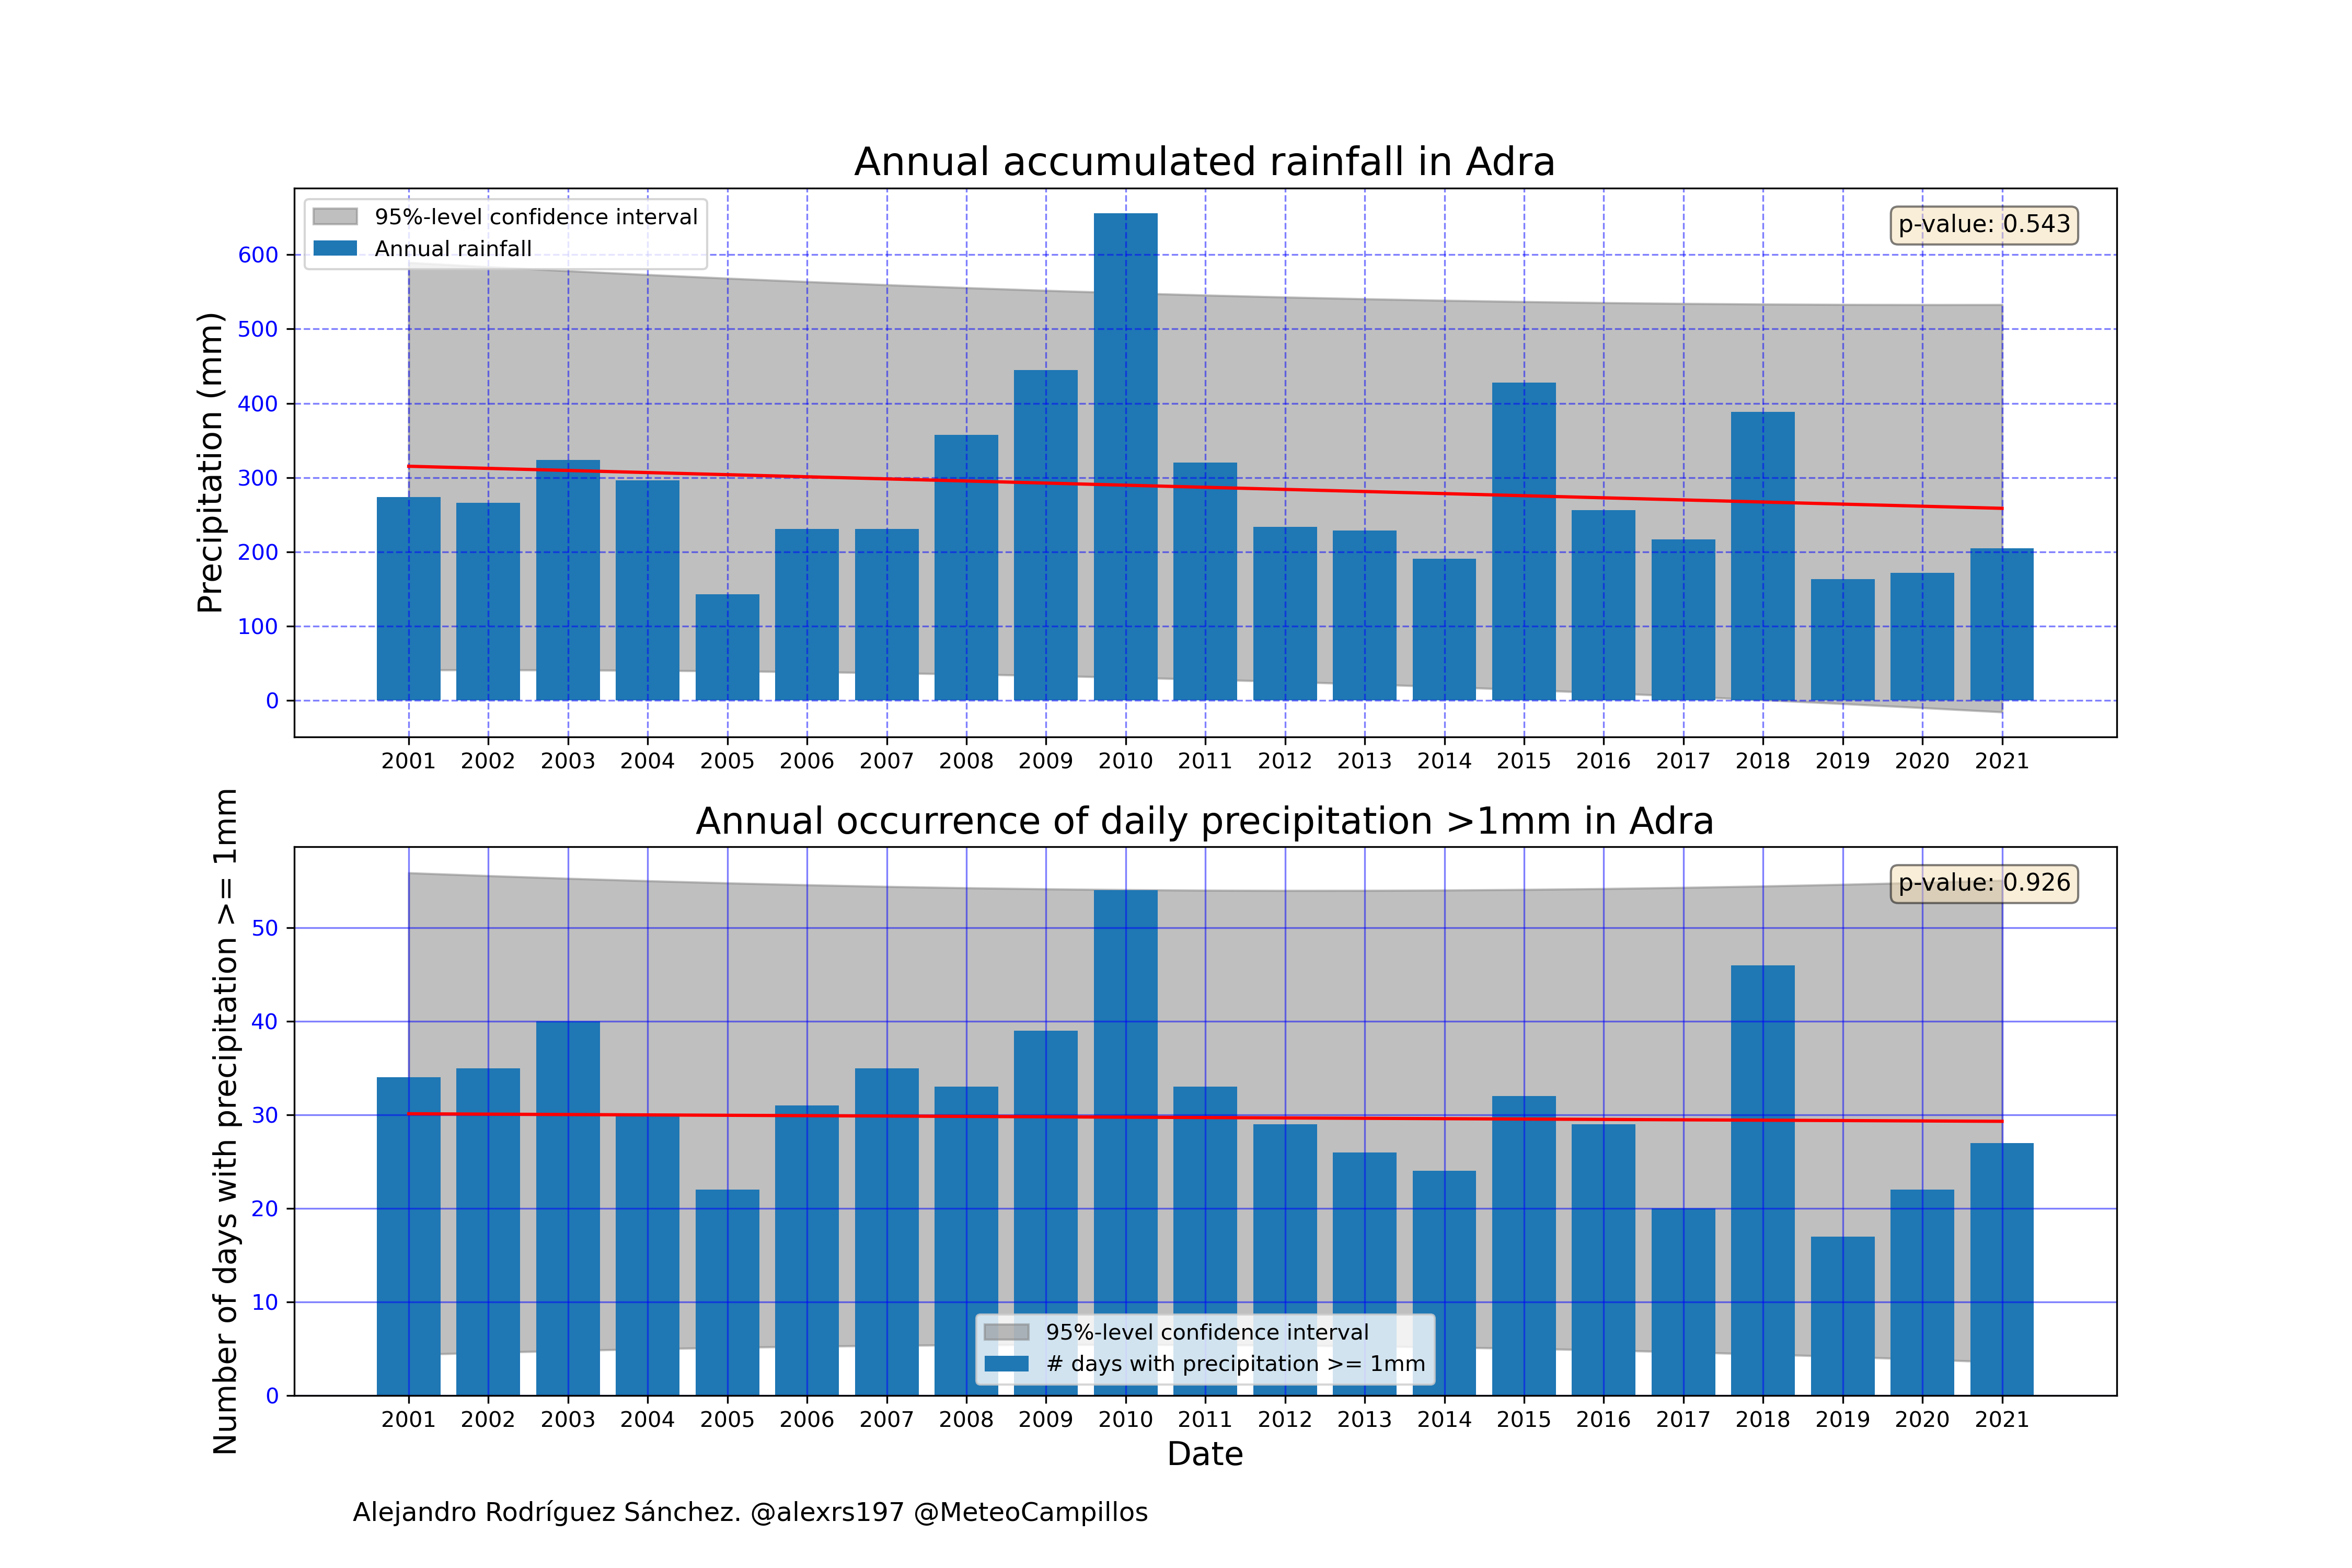 Annual accumulated rainfall in Adra
95%-level confidence interval
Annual rainfall
p-value: 0.543
Precipitation (mm)
600
500
400
300
200
100
0
2001 2002 2003 2004 2005 2006 2007 2008 2009 2010 2011 2012 2013 2014 2015 2016 2017 2018 2019 2020 2021
Annual occurrence of daily precipitation >1mm in Adra
p-value: 0.926
Number of days with precipitation >= 1mm
50
40
30
20
10
0
95%-level confidence interval
# days with precipitation >= 1mm
2001 2002 2003 2004 2005 2006 2007 2008 2009 2010 2011 2012 2013 2014 2015 2016 2017 2018 2019 2020 2021
Date
Alejandro Rodríguez Sánchez. @alexrs197 @MeteoCampillos